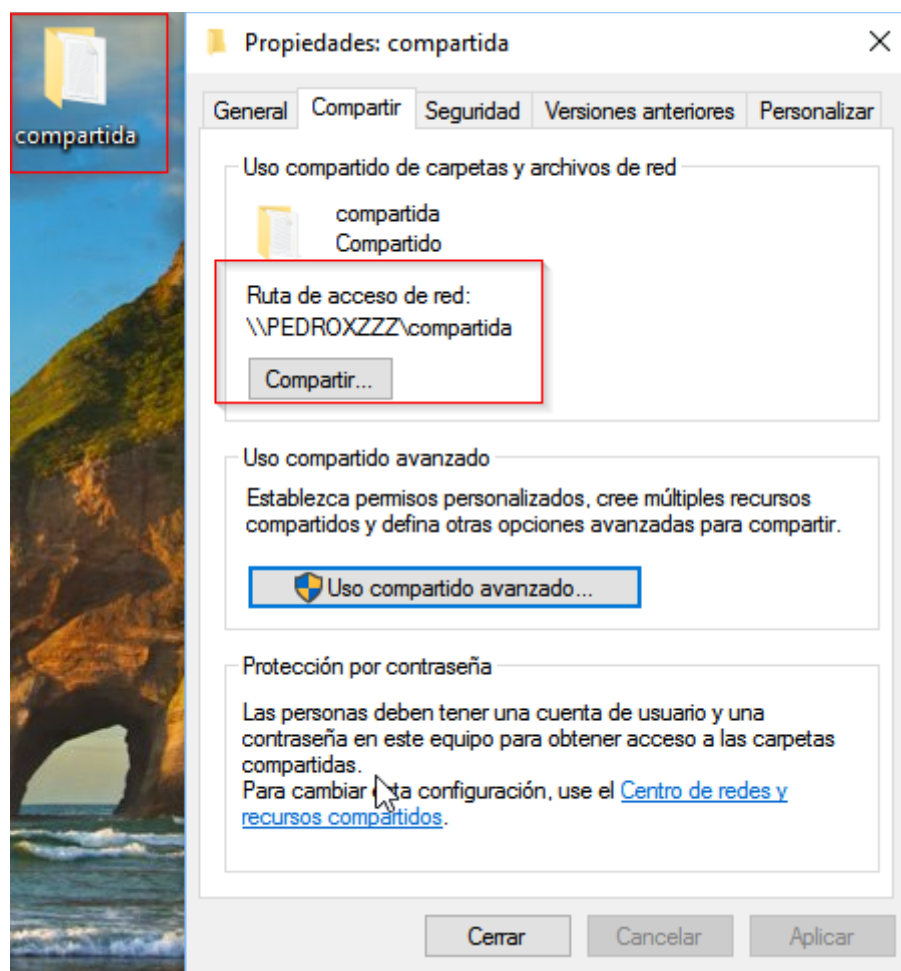 compartida
Propiedades: compartida
General Compartir Seguridad Versiones anteriores Personalizar
Uso compartido de carpetas y archivos de red
compartida
Compartido
Ruta de acceso de red:
\\PEDROXZZZ\compartida
Compartir...
Uso compartido avanzado
Establezca permisos personalizados, cree múltiples recursos
compartidos y defina otras opciones avanzadas para compartir.
Uso compartido avanzado...
Protección por contraseña
Las personas deben tener una cuenta de usuario y una
contraseña en este equipo para obtener acceso a las carpetas
compartidas.
Para cambiar esta configuración, use el Centro de redes y
recursos compartidos.
Cerrar Cancelar Aplicar